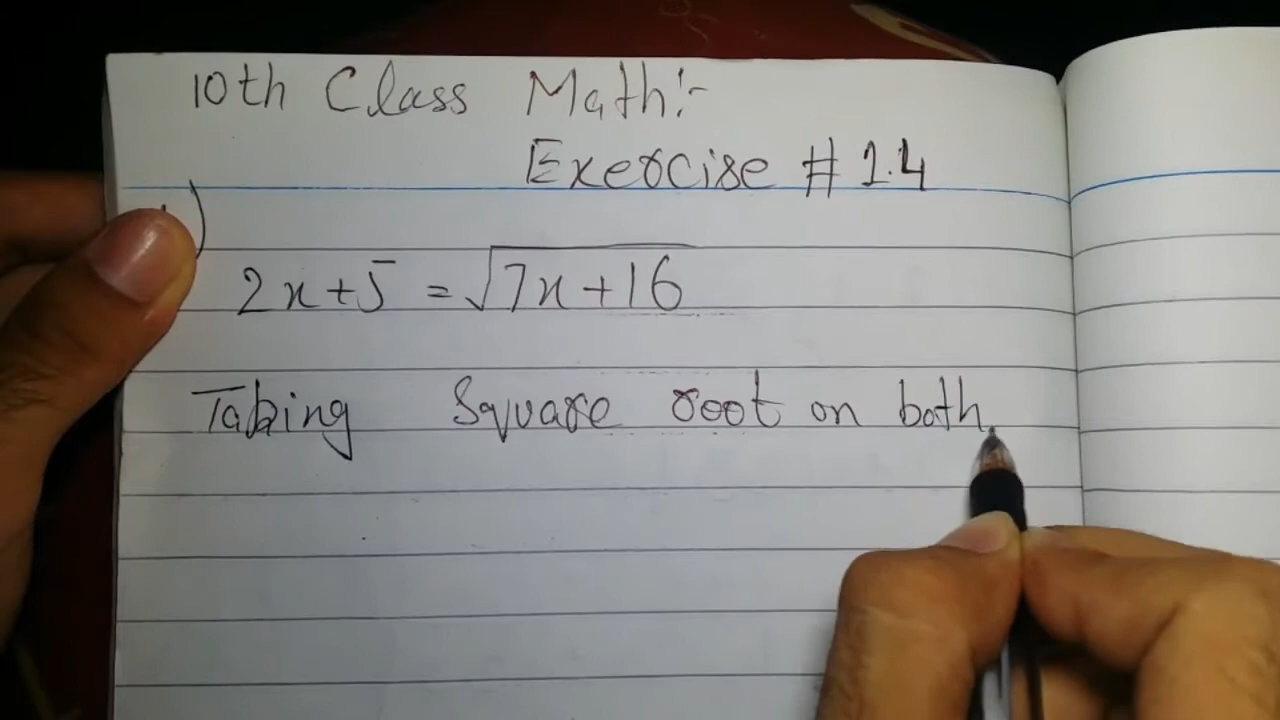 10th Class Math:-
Exercise # 1.4
)
2x+5 = √7x+16
Taking Square root on both